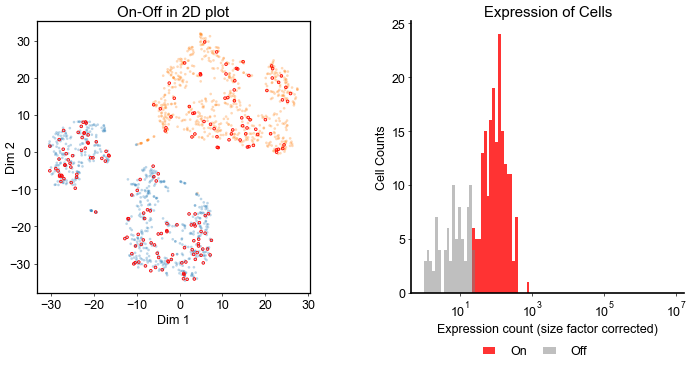 On-Off in 2D plot
Dim 2
30
20
10
0
−10
−20
−30
−30 −20 −10 0 10 20 30
Dim 1
Expression of Cells
Cell Counts
25
20
15
10
5
0
10^1 10^3 10^5 10^7
Expression count (size factor corrected)
On Off